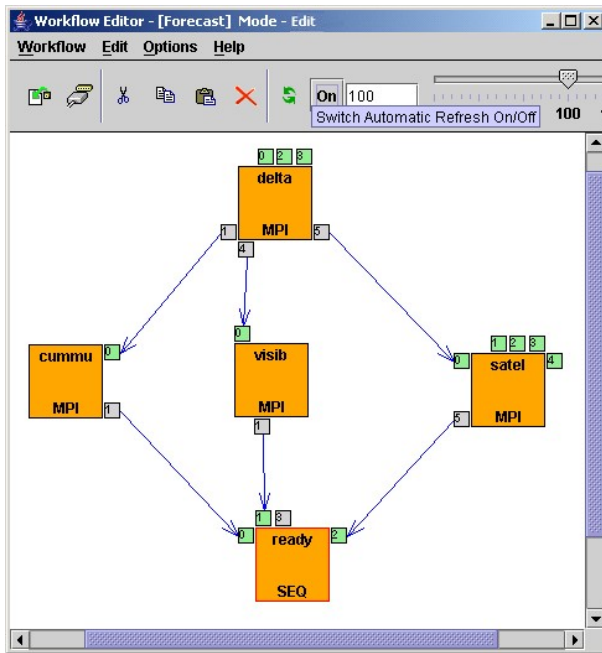 Workflow Editor - [Forecast] Mode - Edit
Workflow Edit Options Help
On 100
Switch Automatic Refresh On/Off 100
0 2 3
delta
MPI
1 4 5
0
cummu
MPI
1
0
visib
MPI
1
1 2 3
0 4
satel
MPI
5
1 3
0 2
ready
SEQ